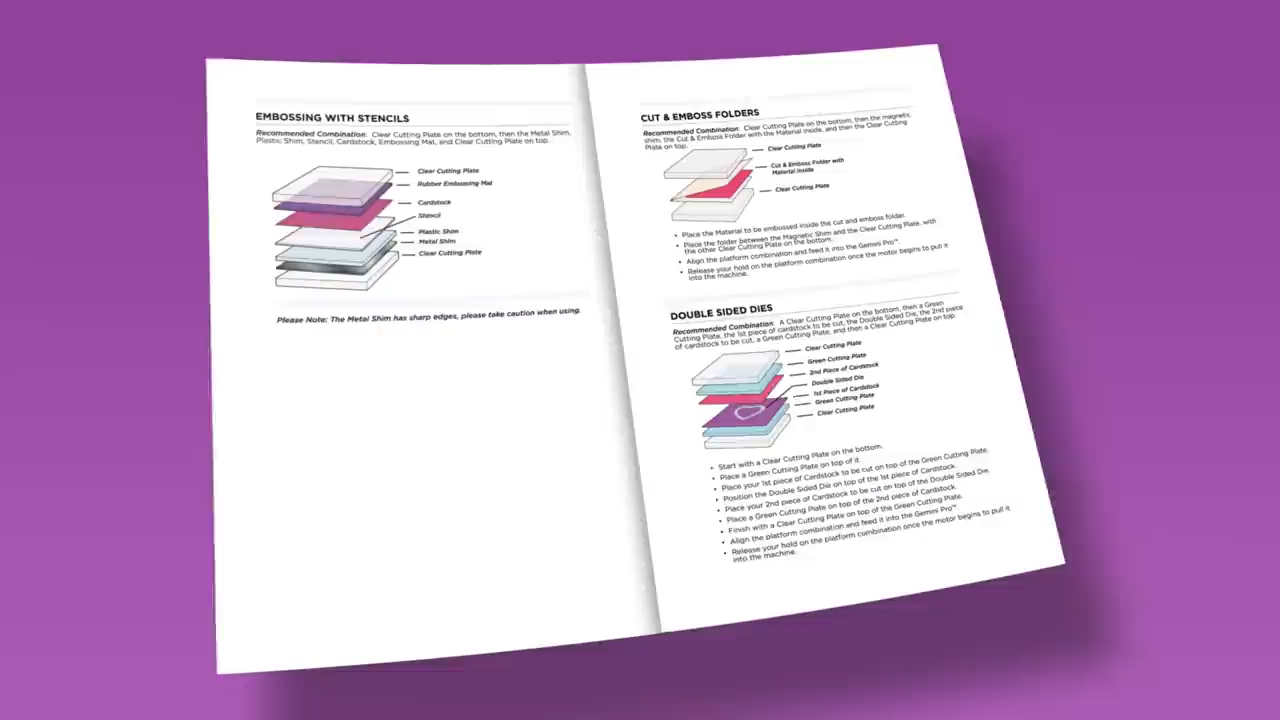 EMBOSSING WITH STENCILS
Recommended Combination: Clear Cutting Plate on the bottom, then the Metal Shim,
Plastic Shim, Stencil, Cardstock, Embossing Mat, and Clear Cutting Plate on top.
Clear Cutting Plate
Rubber Embossing Mat
Cardstock
Stencil
Plastic Shim
Metal Shim
Clear Cutting Plate
Please Note: The Metal Shim has sharp edges, please take caution when using.
CUT & EMBOSS FOLDERS
Recommended Combination: Clear Cutting Plate on the bottom, then the magnetic
shim, the Cut & Emboss Folder with the Material inside, and then the Clear Cutting
Plate on top.
Clear Cutting Plate
Cut & Emboss Folder with
Material Inside
Clear Cutting Plate
• Place the Material to be embossed inside the cut and emboss folder.
• Place the folder between the Magnetic Shim and the Clear Cutting Plate, with
the other Clear Cutting Plate on the bottom.
• Align the platform combination and feed it into the Gemini Pro™.
• Release your hold on the platform combination once the motor begins to pull it
into the machine.
DOUBLE SIDED DIES
Recommended Combination: A Clear Cutting Plate on the bottom, then a Green
Cutting Plate, the 1st piece of cardstock to be cut, the Double Sided Die, the 2nd piece
of cardstock to be cut, a Green Cutting Plate, and then a Clear Cutting Plate on top.
Clear Cutting Plate
Green Cutting Plate
2nd Piece of Cardstock
Double Sided Die
1st Piece of Cardstock
Green Cutting Plate
Clear Cutting Plate
• Start with a Clear Cutting Plate on the bottom.
• Place a Green Cutting Plate on top of it.
• Place your 1st piece of Cardstock to be cut on top of the Green Cutting Plate.
• Position the Double Sided Die on top of the 1st piece of Cardstock.
• Place your 2nd piece of Cardstock to be cut on top of the Double Sided Die.
• Place a Green Cutting Plate on top of the 2nd piece of Cardstock.
• Finish with a Clear Cutting Plate on top of the Green Cutting Plate.
• Align the platform combination and feed it into the Gemini Pro™.
• Release your hold on the platform combination once the motor begins to pull it
into the machine.